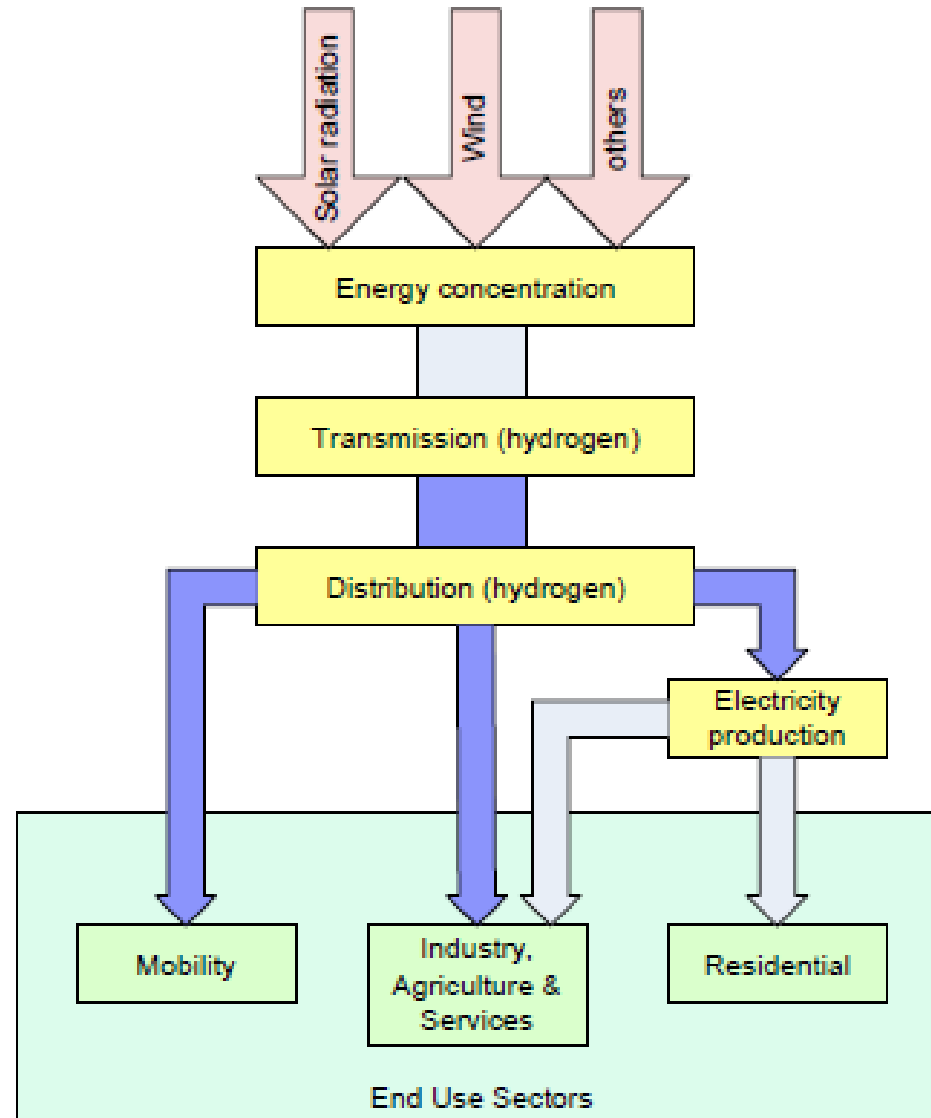 Solar radiation
Wind
others
Energy concentration
Transmission (hydrogen)
Distribution (hydrogen)
Electricity
production
Mobility
Industry,
Agriculture &
Services
Residential
End Use Sectors